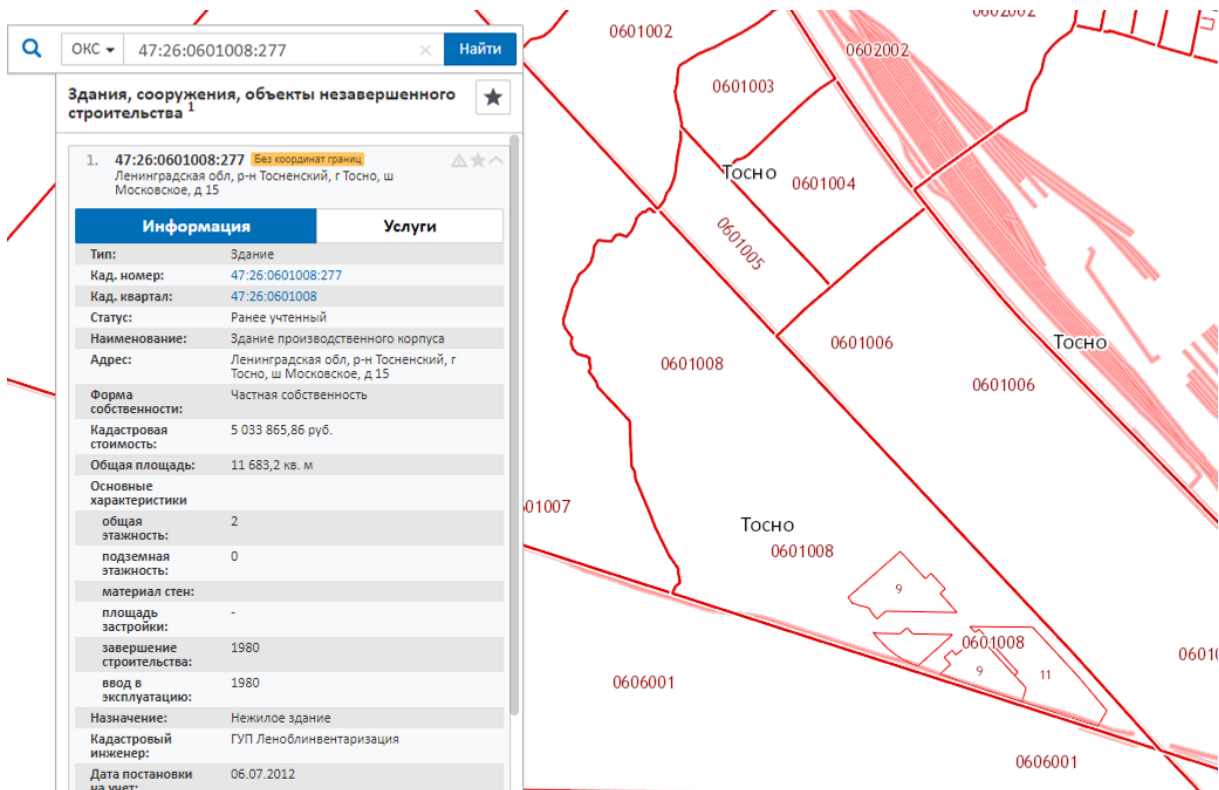 ОКС
47:26:0601008:277
×
Найти
Здания, сооружения, объекты незавершенного
строительства 1
1. 47:26:0601008:277 Без координат границ
Ленинградская обл, р-н Тосненский, г Тосно, ш
Московское, д 15
Информация Услуги
Тип: Здание
Кад. номер: 47:26:0601008:277
Кад. квартал: 47:26:0601008
Статус: Ранее учтенный
Наименование: Здание производственного корпуса
Адрес: Ленинградская обл, р-н Тосненский, г
Тосно, ш Московское, д 15
Форма
собственности: Частная собственность
Кадастровая
стоимость: 5 033 865,86 руб.
Общая площадь: 11 683,2 кв. м
Основные
характеристики
общая
этажность: 2
подземная
этажность: 0
материал стен:
площадь
застройки: -
завершение
строительства: 1980
ввод в
эксплуатацию: 1980
Назначение: Нежилое здание
Кадастровый
инженер: ГУП Леноблинвентаризация
Дата постановки
на учет: 06.07.2012
0601002
0602002
0602002
0601003
Тосно
0601004
0601005
0601006
Тосно
0601008
0601006
01007
Тосно
0601008
9
0601008
9
11
0601
0606001
0606001